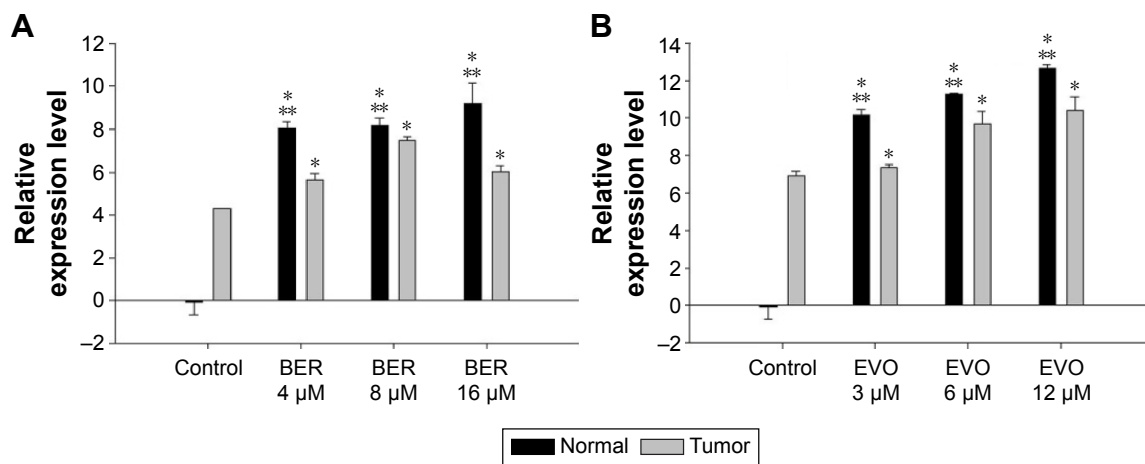 A
Relative
expression level
12
10
8
6
4
2
0
–2
*
**
*
*
**
*
*
**
*
Control
BER
4 µM
BER
8 µM
BER
16 µM
B
Relative
expression level
14
12
10
8
6
4
2
0
–2
*
**
*
*
**
*
*
**
*
Control
EVO
3 µM
EVO
6 µM
EVO
12 µM
Normal
Tumor